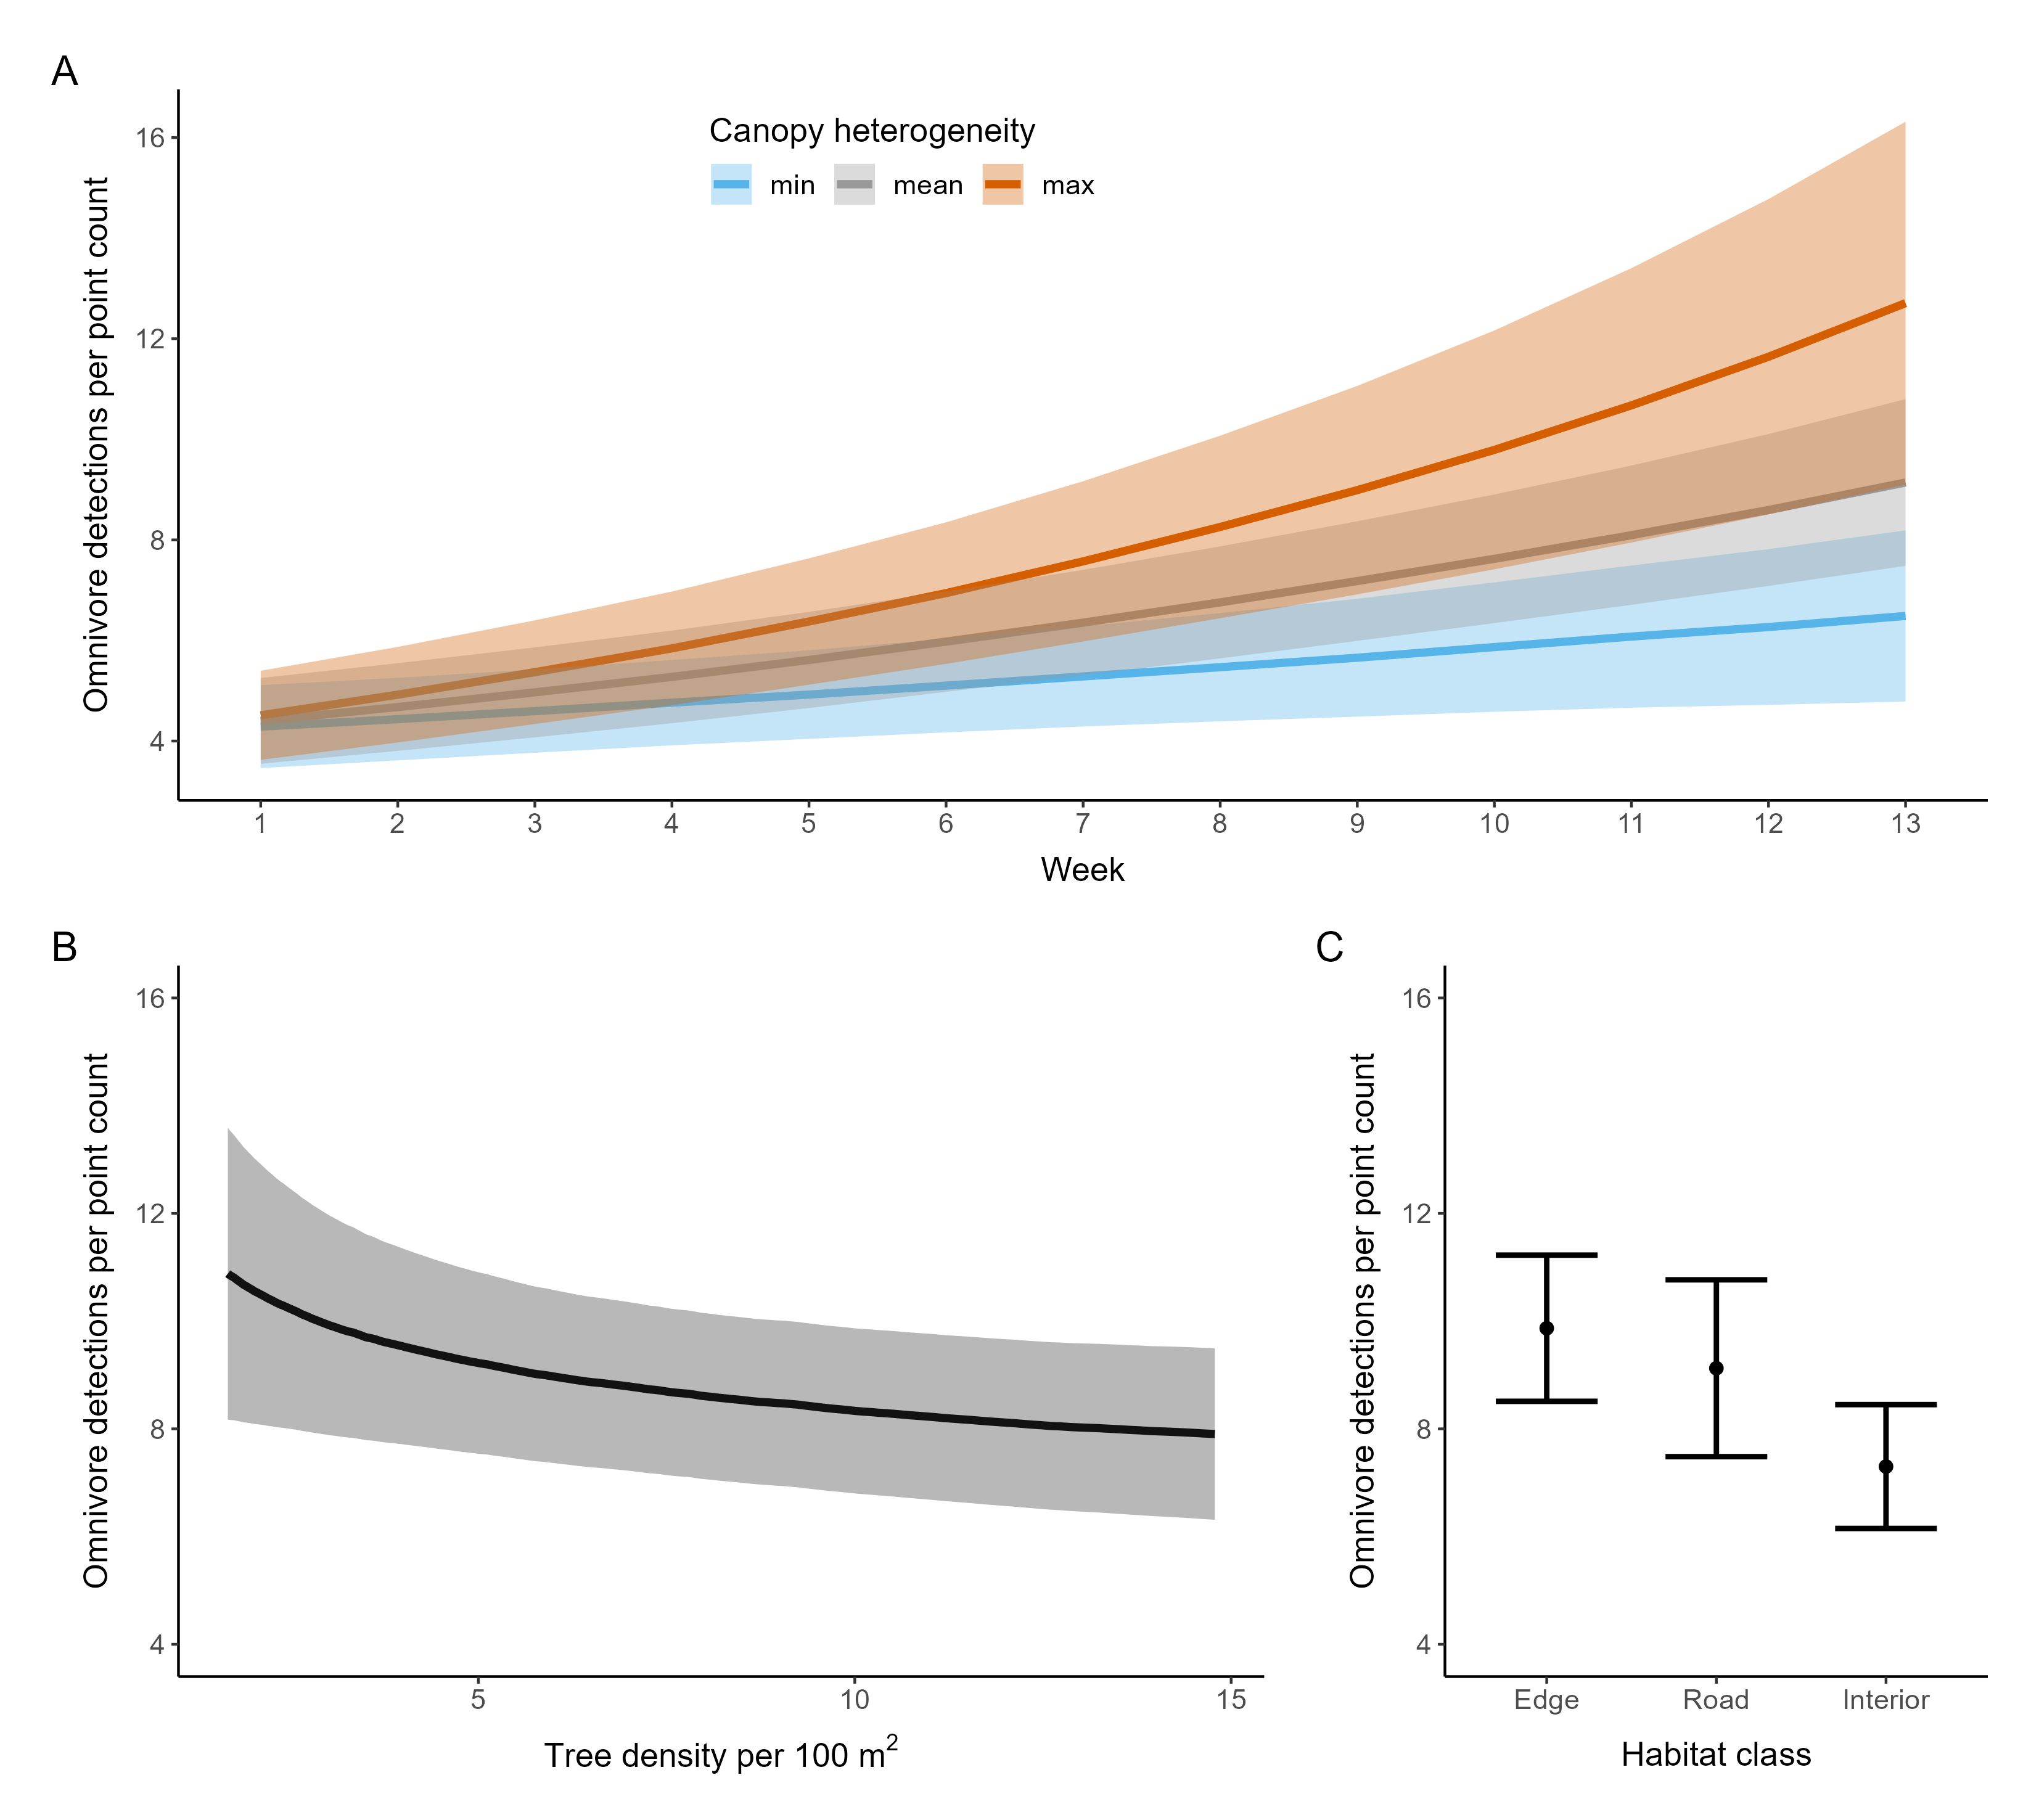 A
Omnivore detections per point count
16
12
8
4
Canopy heterogeneity
min mean max
1 2 3 4 5 6 7 8 9 10 11 12 13
Week
B
Omnivore detections per point count
16
12
8
4
5 10 15
Tree density per 100 m²
C
Omnivore detections per point count
16
12
8
4
Edge Road Interior
Habitat class